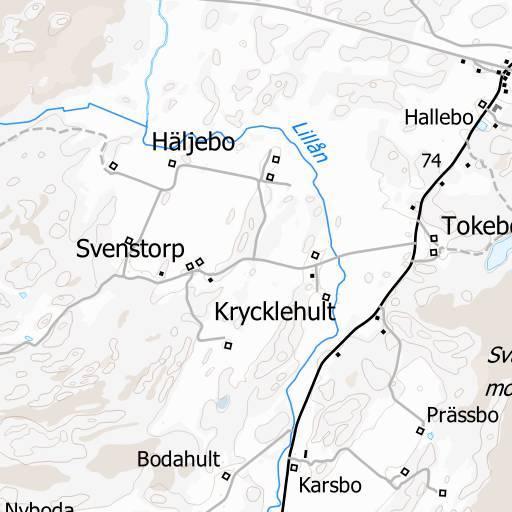 Hallebo
Lillån
Häljebo
74
Tokebo
Svenstorp
Krycklehult
Prässbo
Bodahult
Karsbo
Nyboda